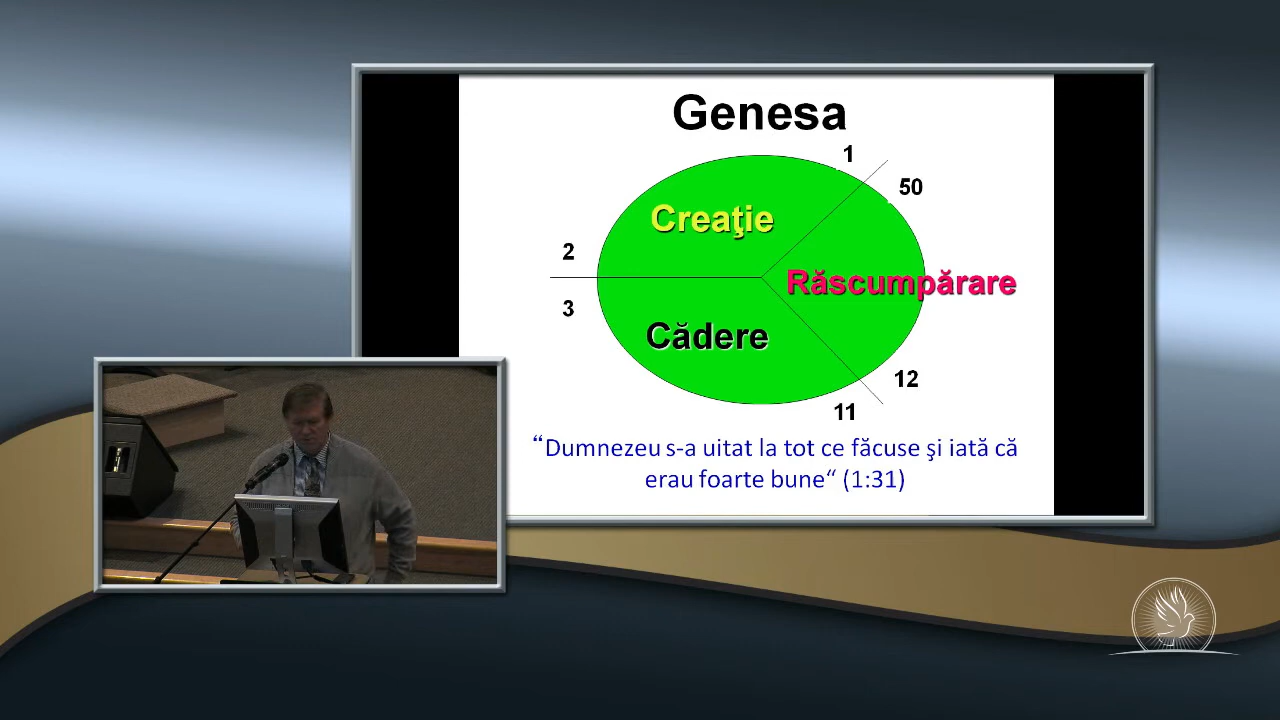 Genesa
1
50
Creaţie
2
Răscumpărare
3
Cădere
12
11
“Dumnezeu s-a uitat la tot ce făcuse şi iată că
erau foarte bune“ (1:31)